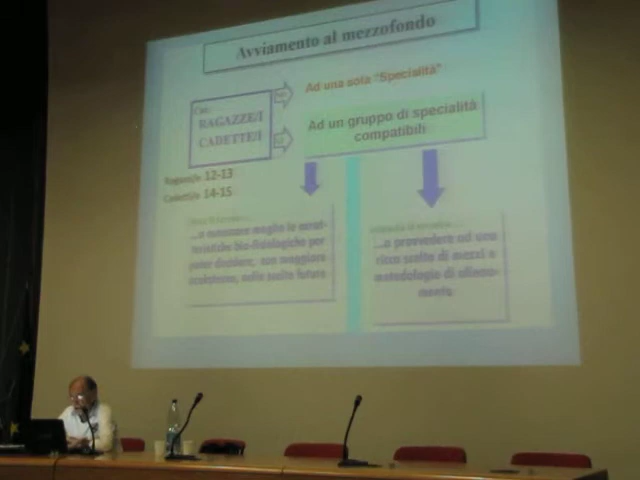 Avviamento al mezzofondo
Cat.
RAGAZZE/I
CADETTE/I
NO
SI
Ad una sola "Specialità"
Ad un gruppo di specialità
compatibili
Ragazzi/e 12-13
Cadetti/e 14-15
...a conoscere meglio le carat-
teristiche bio-fisiologiche per
poter decidere, con maggiore
nelle scelte future
...a provvedere ad una
ricca scelta di mezzi e
metodologie di allena-
mento